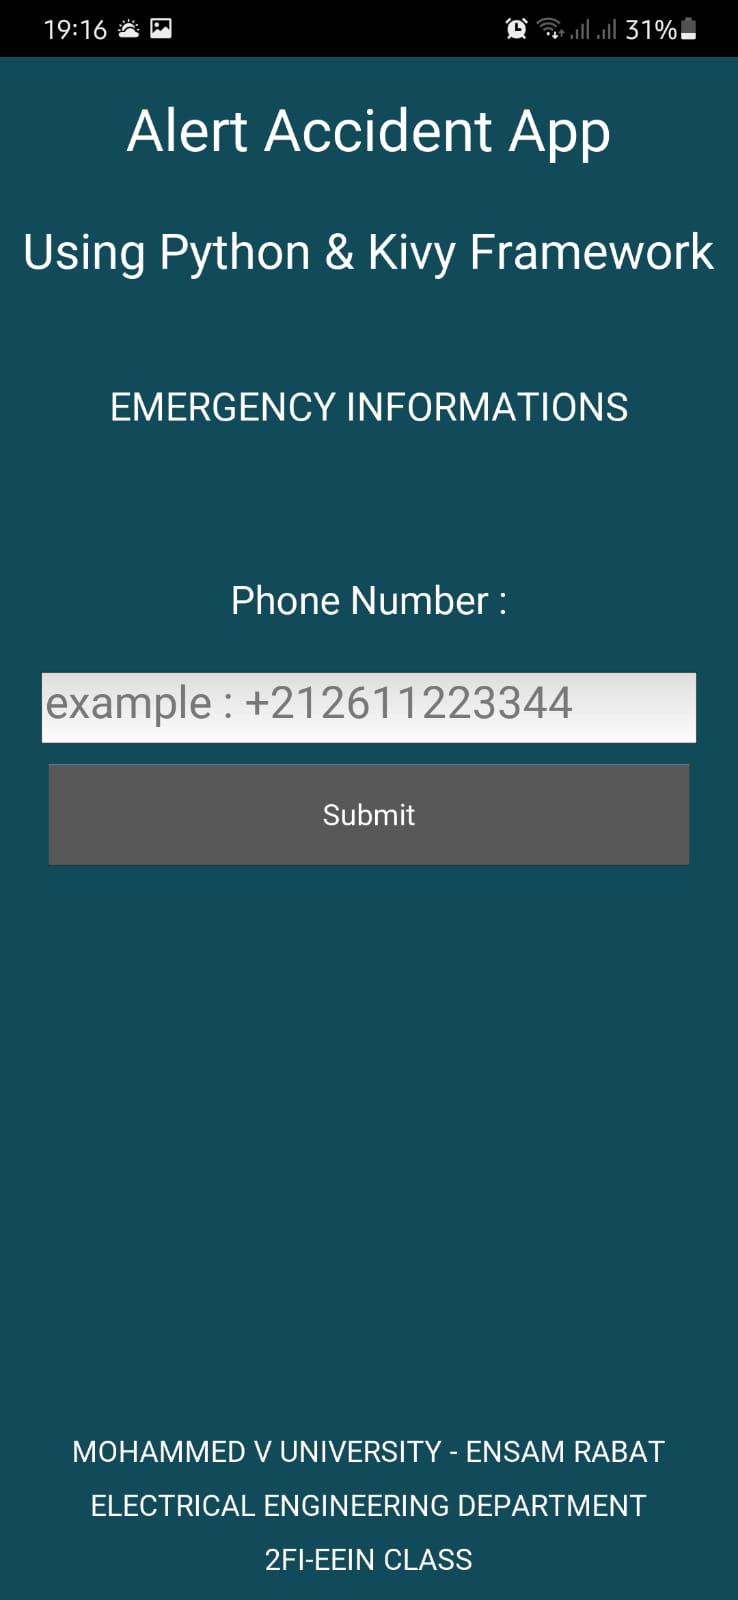 19:16
31%
Alert Accident App
Using Python & Kivy Framework
EMERGENCY INFORMATIONS
Phone Number :
example : +212611223344
Submit
MOHAMMED V UNIVERSITY - ENSAM RABAT
ELECTRICAL ENGINEERING DEPARTMENT
2FI-EEIN CLASS